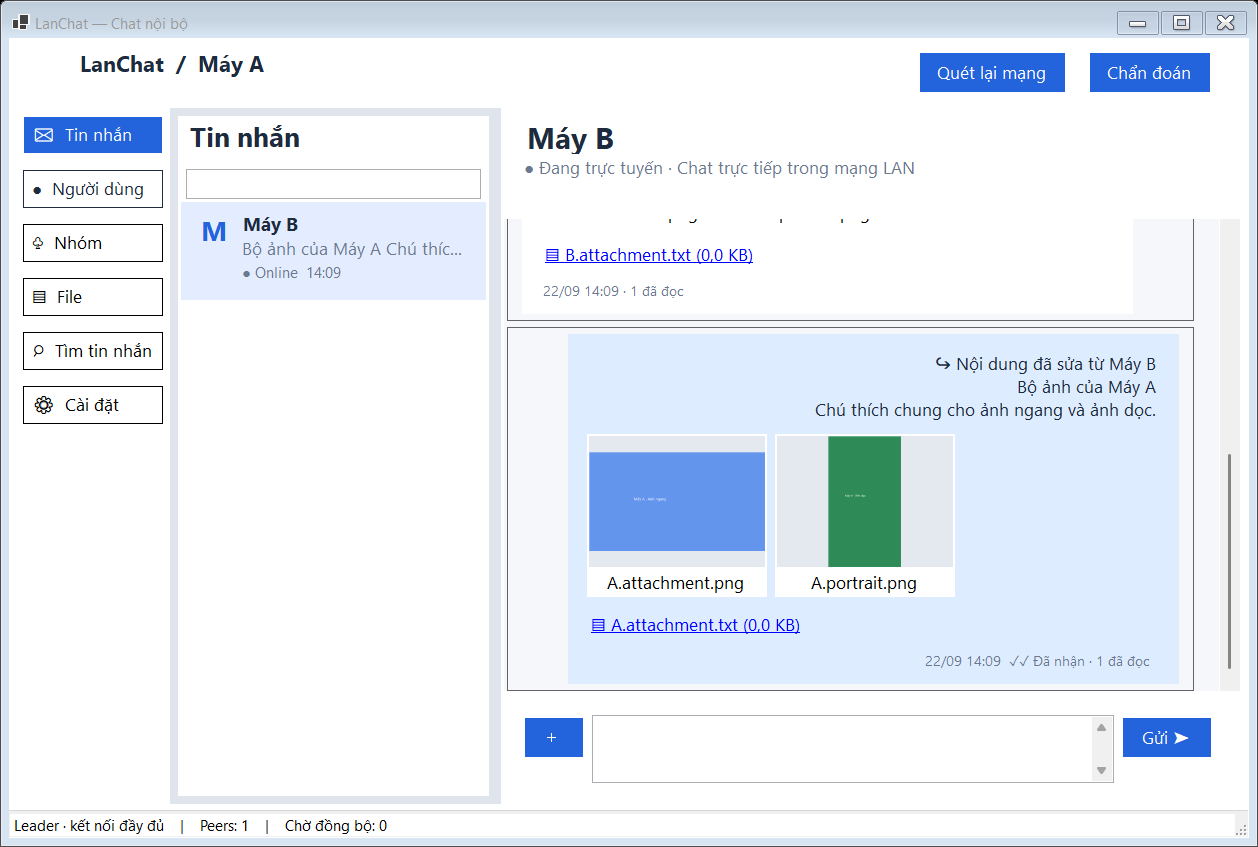 LanChat — Chat nội bộ
LanChat / Máy A
Quét lại mạng
Chẩn đoán
Tin nhắn
Người dùng
Nhóm
File
Tìm tin nhắn
Cài đặt
Tin nhắn
M
Máy B
Bộ ảnh của Máy A Chú thíc...
● Online 14:09
Máy B
● Đang trực tuyến · Chat trực tiếp trong mạng LAN
B.attachment.txt (0,0 KB)
22/09 14:09 · 1 đã đọc
↪ Nội dung đã sửa từ Máy B
Bộ ảnh của Máy A
Chú thích chung cho ảnh ngang và ảnh dọc.
A.attachment.png
A.portrait.png
A.attachment.txt (0,0 KB)
22/09 14:09 ✓✓ Đã nhận · 1 đã đọc
+
Gửi ➤
Leader · kết nối đầy đủ | Peers: 1 | Chờ đồng bộ: 0